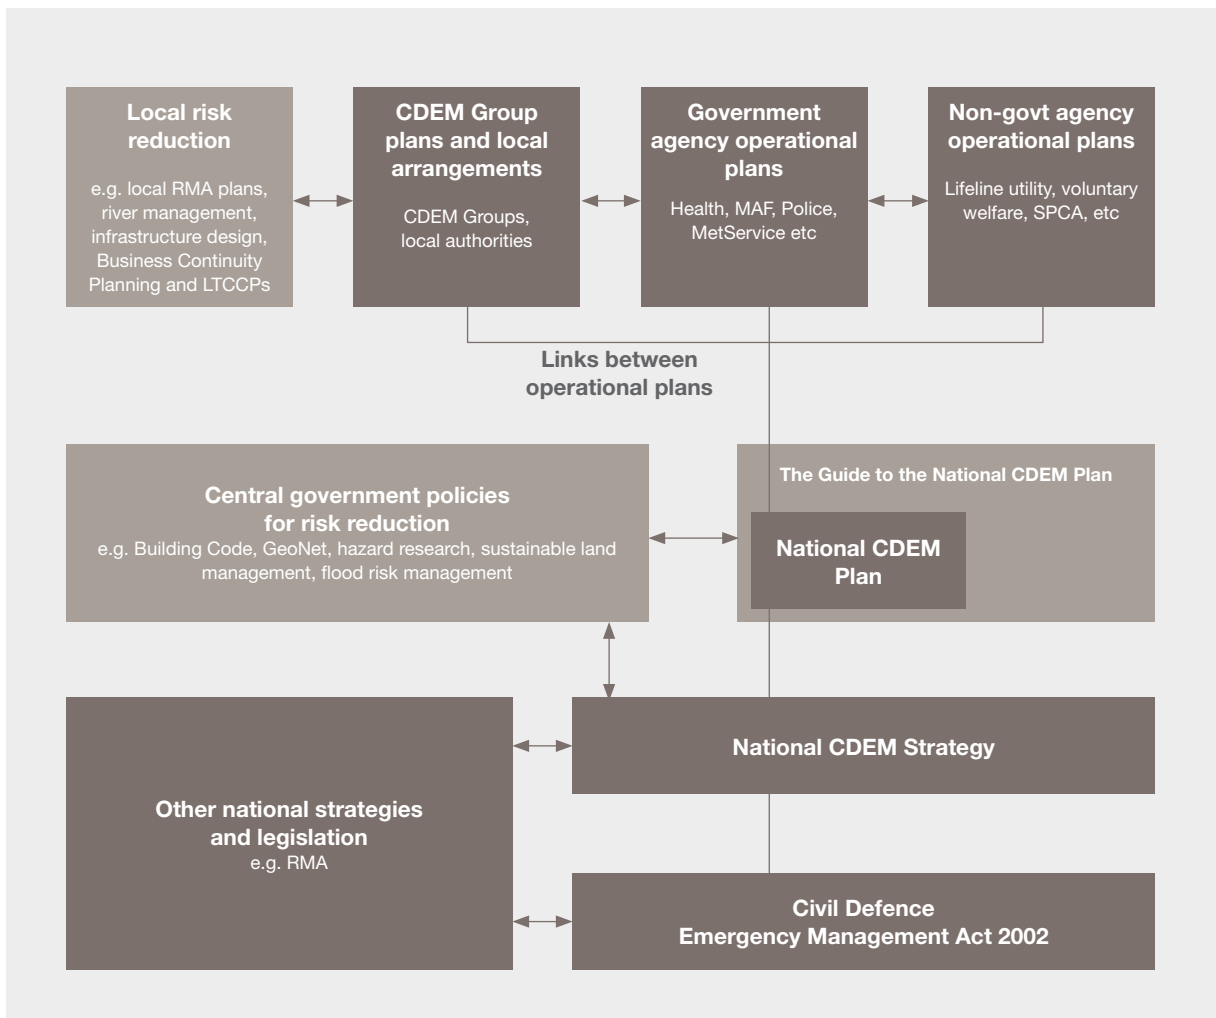 Local risk
reduction
e.g. local RMA plans,
river management,
infrastructure design,
Business Continuity
Planning and LTCCPs
CDEM Group
plans and local
arrangements
CDEM Groups,
local authorities
Government
agency operational
plans
Health, MAF, Police,
MetService etc
Non-govt agency
operational plans
Lifeline utility, voluntary
welfare, SPCA, etc
Links between
operational plans
Central government policies
for risk reduction
e.g. Building Code, GeoNet, hazard research, sustainable land
management, flood risk management
The Guide to the National CDEM Plan
National CDEM
Plan
Other national strategies
and legislation
e.g. RMA
National CDEM Strategy
Civil Defence
Emergency Management Act 2002